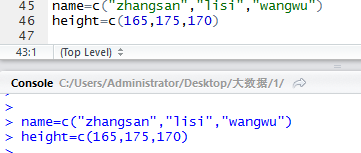 45 name=c("zhangsan","lisi","wangwu")
46 height=c(165,175,170)
47
43:1 (Top Level)
Console C:/Users/Administrator/Desktop/大数据/1/
>
>
> name=c("zhangsan","lisi","wangwu")
> height=c(165,175,170)
>